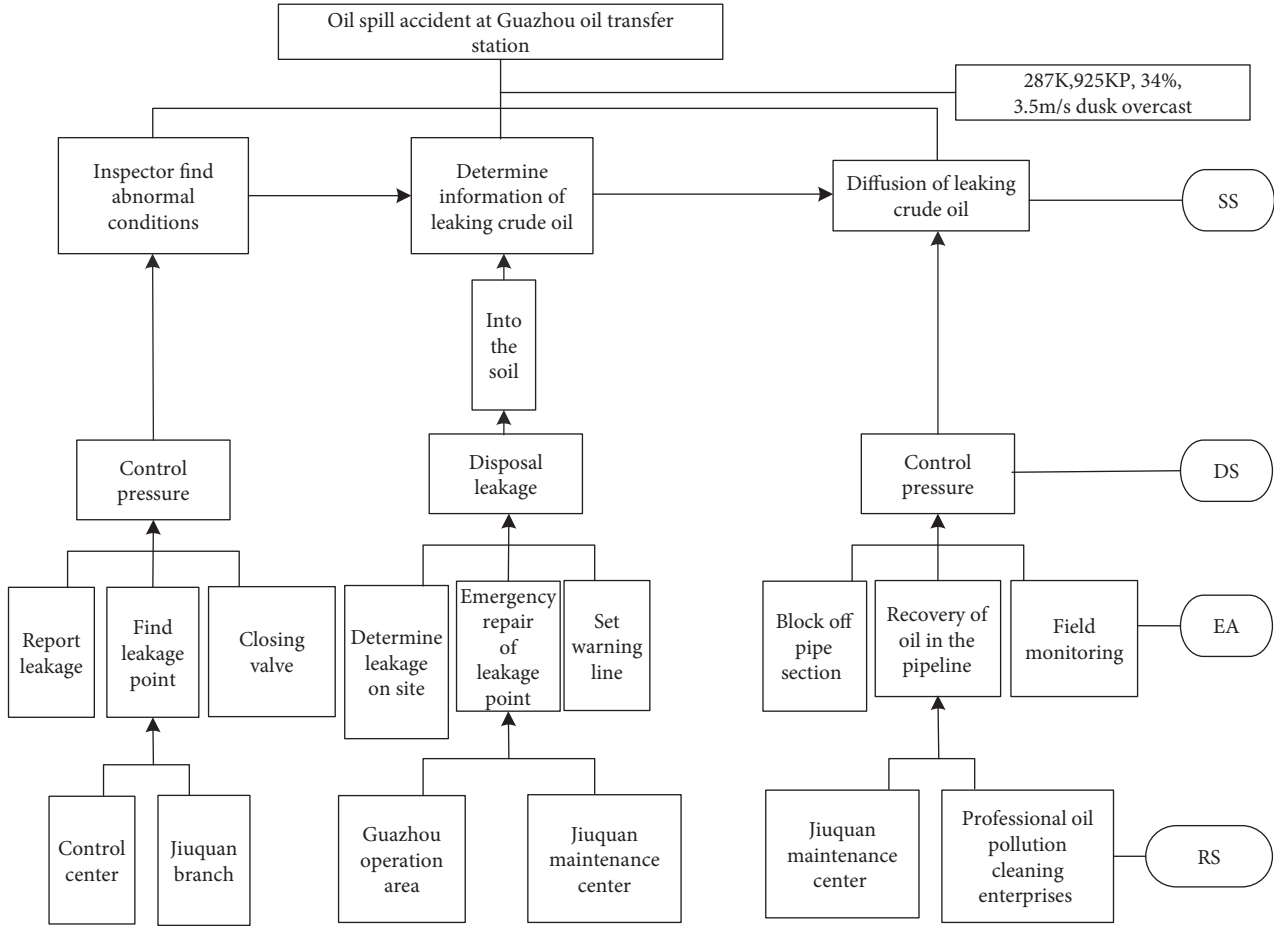 Oil spill accident at Guazhou oil transfer
station
287K,925KP, 34%,
3.5m/s dusk overcast
Inspector find
abnormal
conditions
Determine
information of
leaking crude oil
Diffusion of leaking
crude oil
SS
Into
the
soil
Control
pressure
Disposal
leakage
Control
pressure
DS
Report
leakage
Find
leakage
point
Closing
valve
Determine
leakage
on site
Emergency
repair
of
leakage
point
Set
warning
line
Block off
pipe
section
Recovery of
oil in the
pipeline
Field
monitoring
EA
Control
center
Jiuquan
branch
Guazhou
operation
area
Jiuquan
maintenance
center
Jiuquan
maintenance
center
Professional oil
pollution
cleaning
enterprises
RS